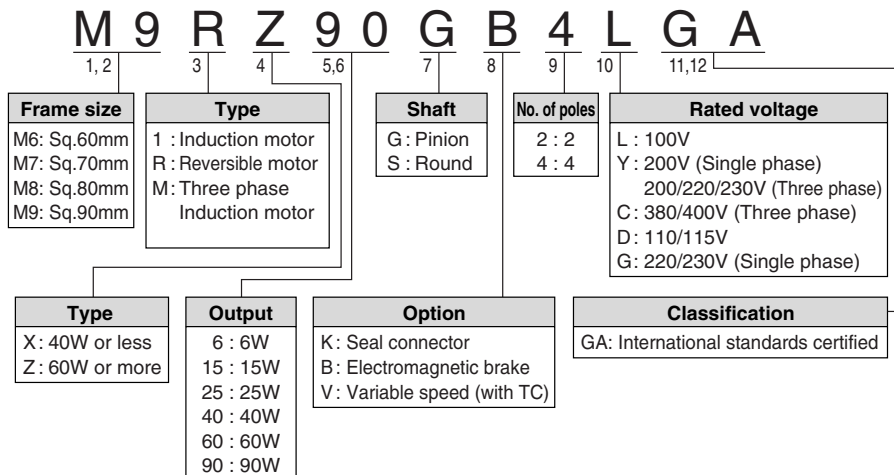 M 9 R Z 9 0 G B 4 L G A
1, 2 3 4 5,6 7 8 9 10 11,12
Frame size
M6: Sq.60mm
M7: Sq.70mm
M8: Sq.80mm
M9: Sq.90mm
Type
1 : Induction motor
R : Reversible motor
M : Three phase
Induction motor
Shaft
G : Pinion
S : Round
No. of poles
2 : 2
4 : 4
Rated voltage
L : 100V
Y : 200V (Single phase)
200/220/230V (Three phase)
C : 380/400V (Three phase)
D : 110/115V
G : 220/230V (Single phase)
Type
X : 40W or less
Z : 60W or more
Output
6 : 6W
15 : 15W
25 : 25W
40 : 40W
60 : 60W
90 : 90W
Option
K : Seal connector
B : Electromagnetic brake
V : Variable speed (with TC)
Classification
GA: International standards certified